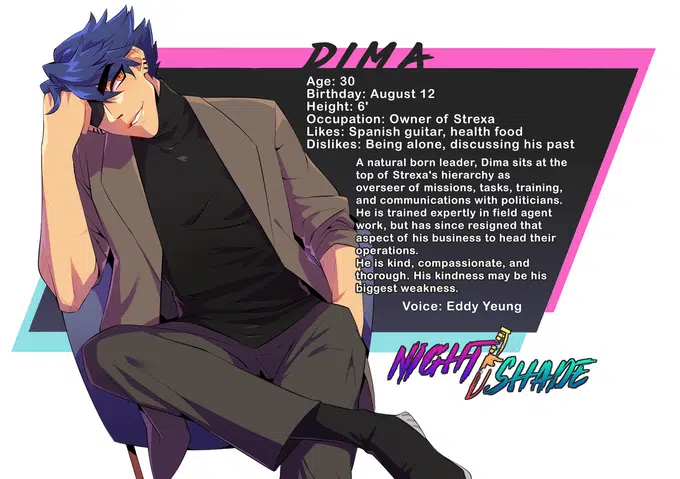 DIMA
Age: 30
Birthday: August 12
Height: 6'
Occupation: Owner of Strexa
Likes: Spanish guitar, health food
Dislikes: Being alone, discussing his past
A natural born leader, Dima sits at the
top of Strexa's hierarchy as
overseer of missions, tasks, training,
and communications with politicians.
He is trained expertly in field agent
work, but has since resigned that
aspect of his business to head their
operations.
He is kind, compassionate, and
thorough. His kindness may be his
biggest weakness.
Voice: Eddy Yeung
NIGHT SHADE